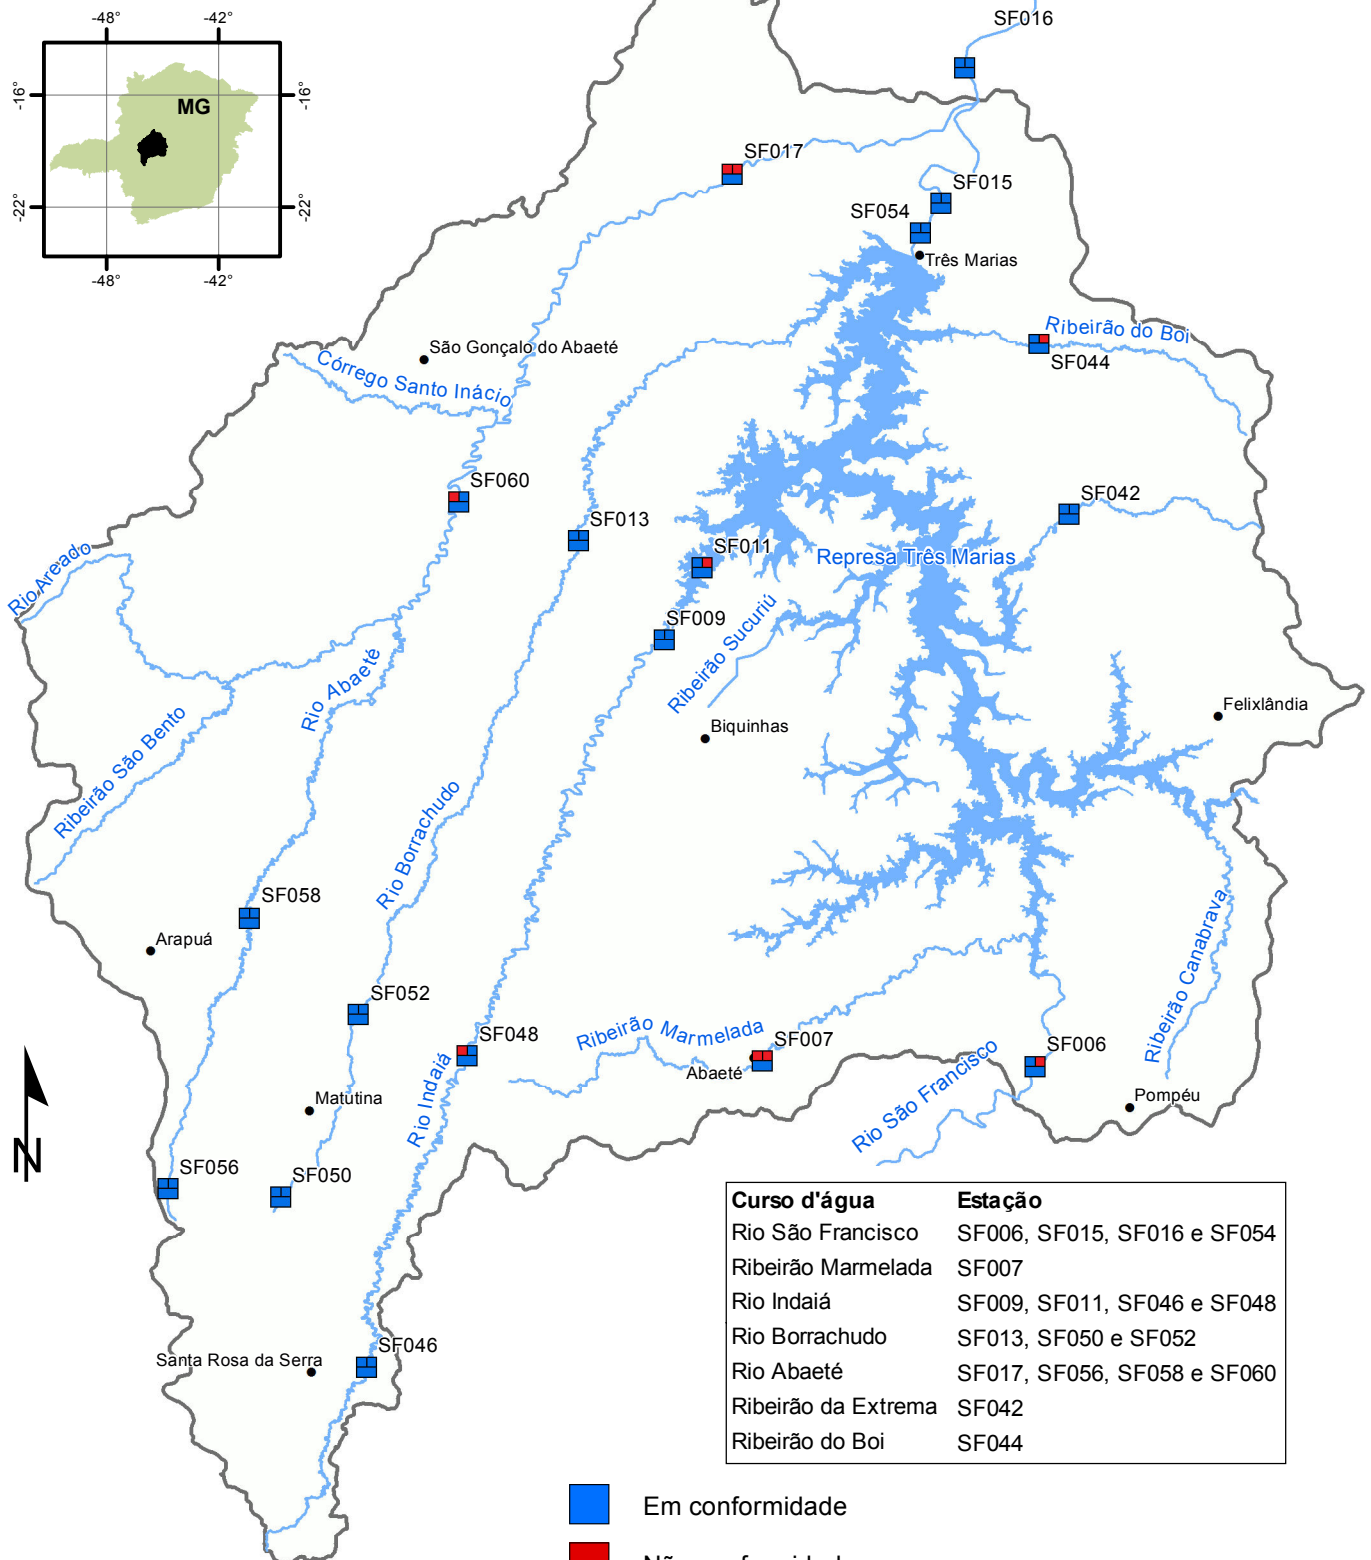 -48°
-42°
-16°
-16°
MG
-22°
-22°
-48°
-42°
SF016
SF017
SF015
SF054
Três Marias
Ribeirão do Boi
SF044
São Gonçalo do Abaeté
Córrego Santo Inácio
SF060
SF013
SF042
SF011
Represa Três Marias
Rio Areado
SF009
Ribeirão Sucuriú
Rio Abaeté
Ribeirão São Bento
Biquinhas
Felixlândia
Rio Borrachudo
SF058
Arapuá
Ribeirão Canabrava
SF052
SF048
Ribeirão Marmelada
SF007
Abaeté
SF006
Rio São Francisco
Pompéu
Matutina
Rio Indaiá
N
SF056
SF050
SF046
Santa Rosa da Serra
Curso d'água Estação
Rio São Francisco SF006, SF015, SF016 e SF054
Ribeirão Marmelada SF007
Rio Indaiá SF009, SF011, SF046 e SF048
Rio Borrachudo SF013, SF050 e SF052
Rio Abaeté SF017, SF056, SF058 e SF060
Ribeirão da Extrema SF042
Ribeirão do Boi SF044
Em conformidade